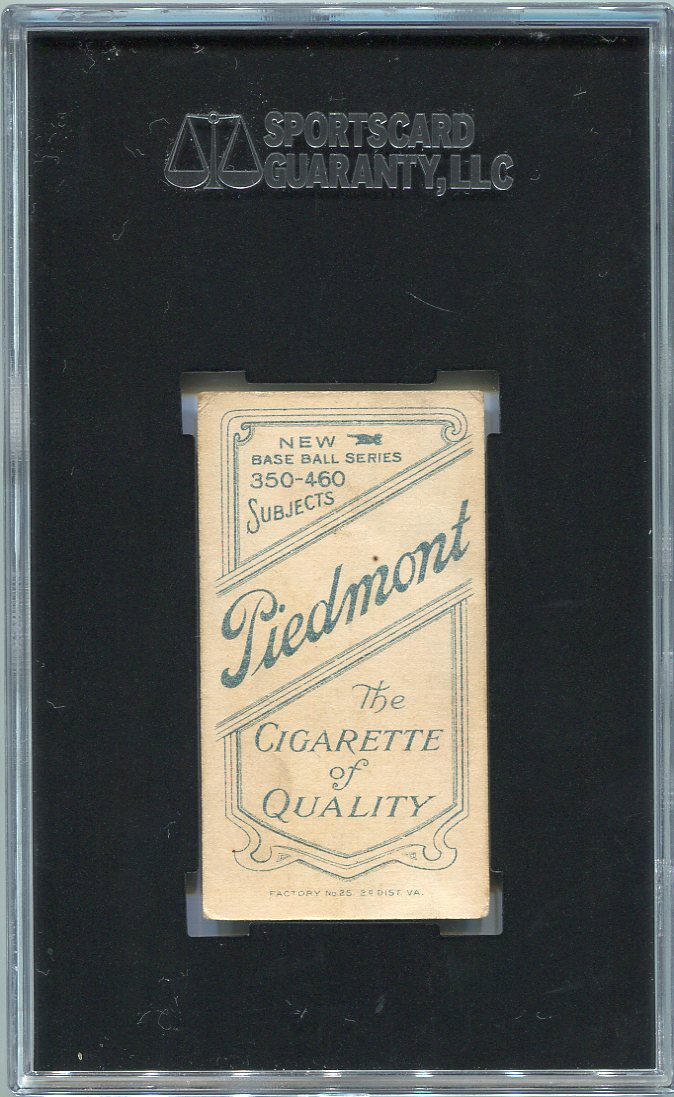 SPORTSCARD
GUARANTY, LLC
NEW
BASE BALL SERIES
350-460
SUBJECTS
Piedmont
The
CIGARETTE
of
QUALITY
FACTORY No. 25. 2D DIST. VA.